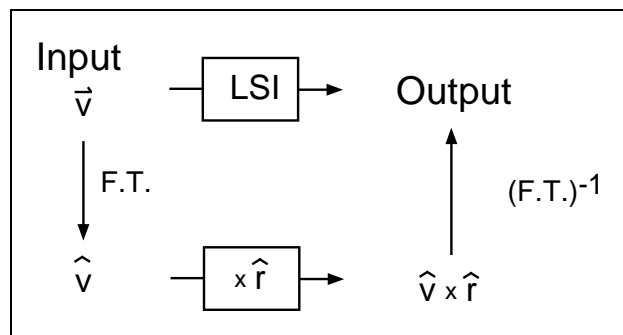 Input
v⃗
LSI
Output
F.T.
(F.T.)⁻¹
v̂
× r̂
v̂ × r̂